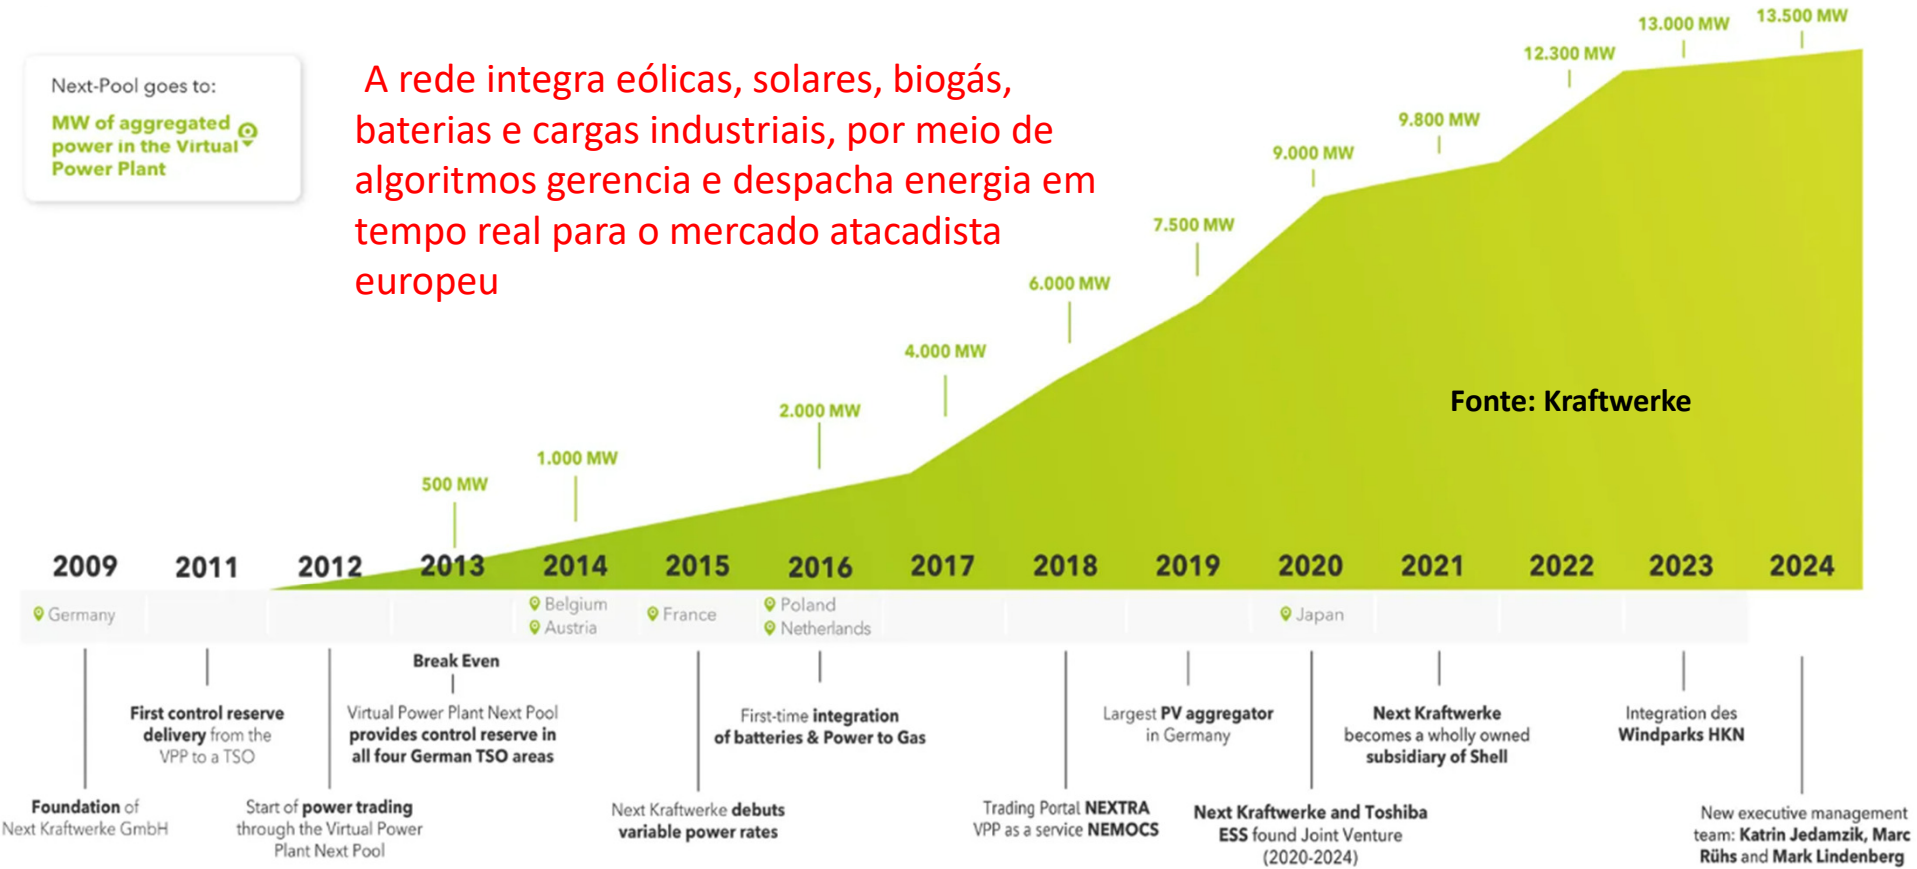 Next-Pool goes to:
MW of aggregated
power in the Virtual
Power Plant
A rede integra eólicas, solares, biogás,
baterias e cargas industriais, por meio de
algoritmos gerencia e despacha energia em
tempo real para o mercado atacadista
europeu
500 MW
1.000 MW
2.000 MW
4.000 MW
6.000 MW
7.500 MW
9.000 MW
9.800 MW
12.300 MW
13.000 MW
13.500 MW
Fonte: Kraftwerke
2009 2011 2012 2013 2014 2015 2016 2017 2018 2019 2020 2021 2022 2023 2024
Germany
Belgium
Austria
France
Poland
Netherlands
Japan
Foundation of
Next Kraftwerke GmbH
First control reserve
delivery from the
VPP to a TSO
Start of power trading
through the Virtual Power
Plant Next Pool
Break Even
Virtual Power Plant Next Pool
provides control reserve in
all four German TSO areas
Next Kraftwerke debuts
variable power rates
First-time integration
of batteries & Power to Gas
Trading Portal NEXTRA
VPP as a service NEMOCS
Largest PV aggregator
in Germany
Next Kraftwerke and Toshiba
ESS found Joint Venture
(2020-2024)
Next Kraftwerke
becomes a wholly owned
subsidiary of Shell
Integration des
Windparks HKN
New executive management
team: Katrin Jedamzik, Marc
Rühs and Mark Lindenberg